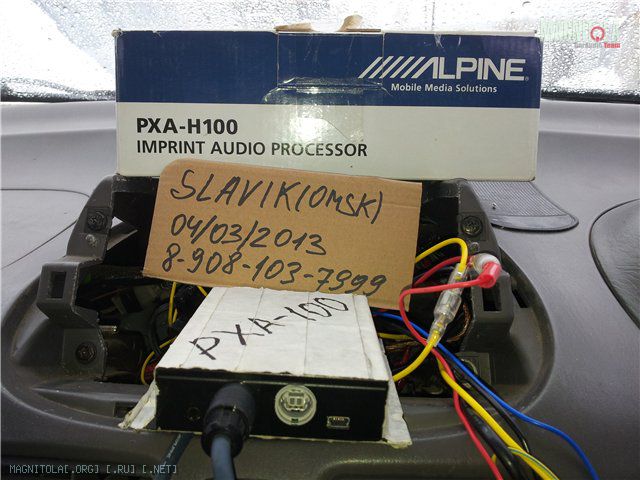 ALPINE
Mobile Media Solutions
PXA-H100
IMPRINT AUDIO PROCESSOR
SLAVIK(OMSK)
04/03/2013
8-908-103-7999
PXA-100
MAGNITOLA[.ORG] [.RU] [.NET]